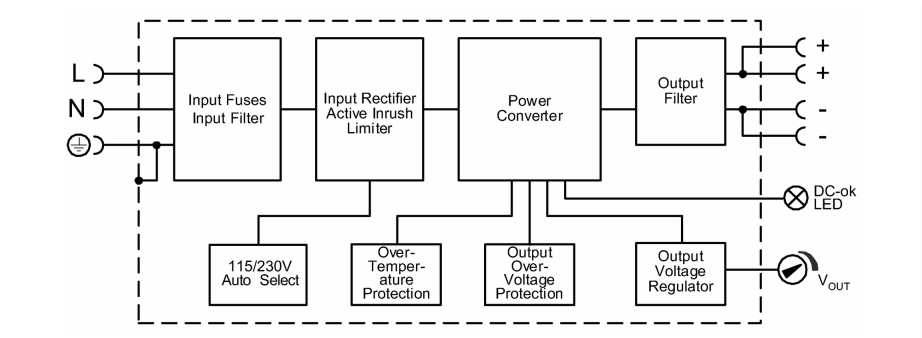 L
N
Input Fuses
Input Filter
Input Rectifier
Active Inrush
Limiter
Power
Converter
Output
Filter
+
+
-
-
DC-ok
LED
115/230V
Auto Select
Over-
Temper-
ature
Protection
Output
Over-
Voltage
Protection
Output
Voltage
Regulator
VOUT